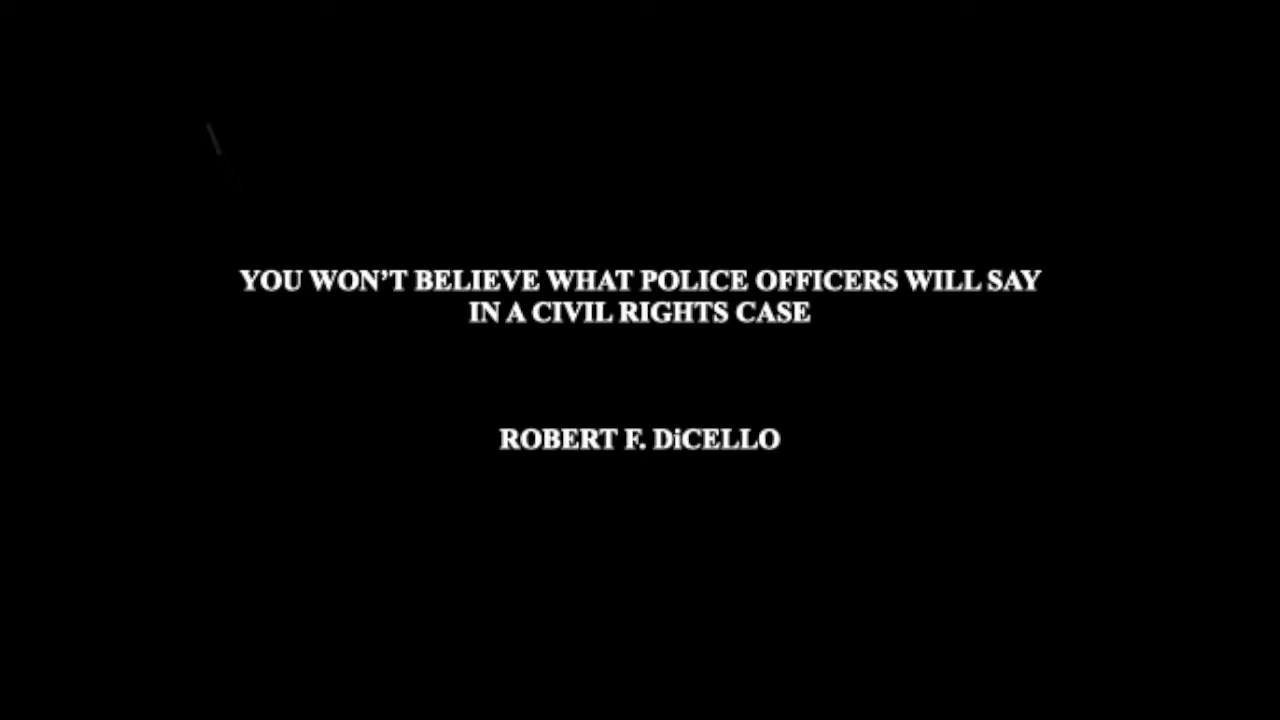 YOU WON’T BELIEVE WHAT POLICE OFFICERS WILL SAY
IN A CIVIL RIGHTS CASE
ROBERT F. DiCELLO